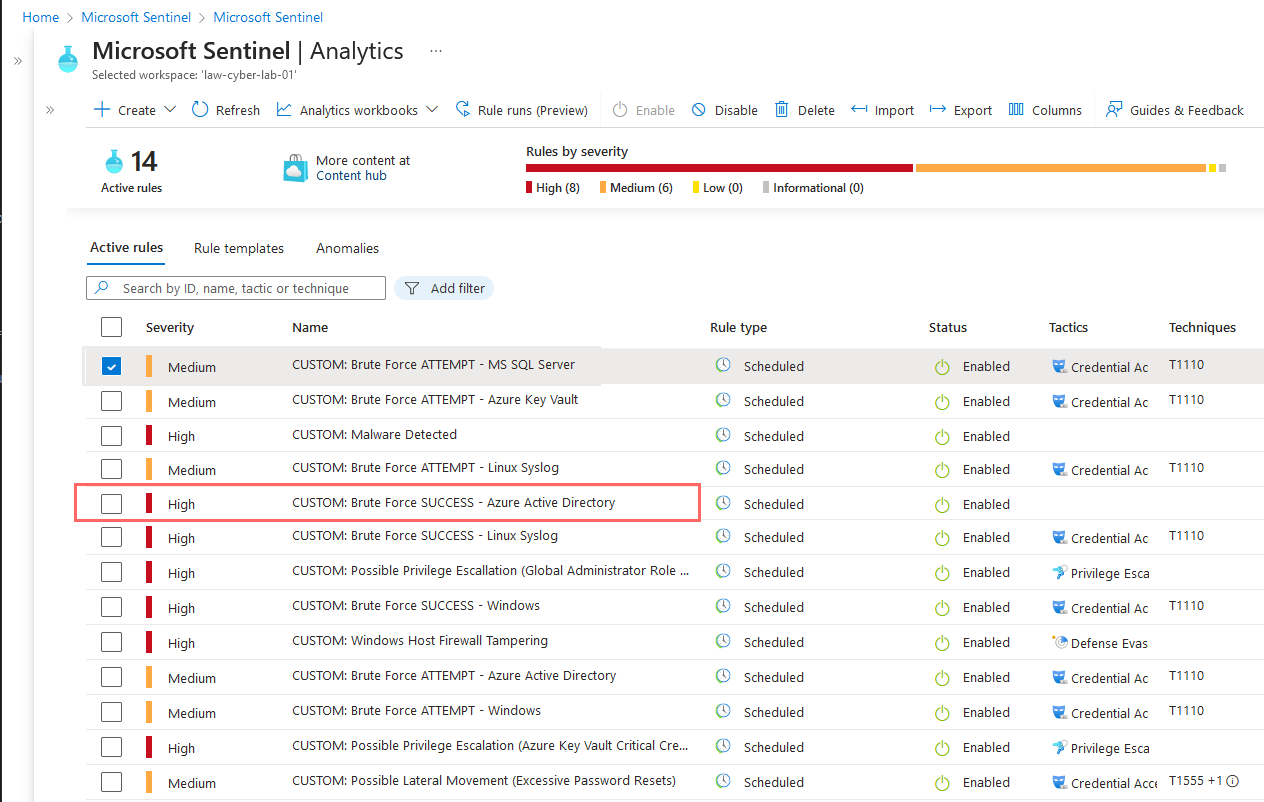 Home > Microsoft Sentinel > Microsoft Sentinel
Microsoft Sentinel | Analytics ...
Selected workspace: 'law-cyber-lab-01'
Create Refresh Analytics workbooks Rule runs (Preview) Enable Disable Delete Import Export Columns Guides & Feedback
14
Active rules
More content at
Content hub
Rules by severity
High (8) Medium (6) Low (0) Informational (0)
Active rules Rule templates Anomalies
Search by ID, name, tactic or technique Add filter
Severity Name Rule type Status Tactics Techniques
Medium CUSTOM: Brute Force ATTEMPT - MS SQL Server Scheduled Enabled Credential Ac T1110
Medium CUSTOM: Brute Force ATTEMPT - Azure Key Vault Scheduled Enabled Credential Ac T1110
High CUSTOM: Malware Detected Scheduled Enabled
Medium CUSTOM: Brute Force ATTEMPT - Linux Syslog Scheduled Enabled Credential Ac T1110
High CUSTOM: Brute Force SUCCESS - Azure Active Directory Scheduled Enabled
High CUSTOM: Brute Force SUCCESS - Linux Syslog Scheduled Enabled Credential Ac T1110
High CUSTOM: Possible Privilege Escallation (Global Administrator Role ... Scheduled Enabled Privilege Esca
High CUSTOM: Brute Force SUCCESS - Windows Scheduled Enabled Credential Ac T1110
High CUSTOM: Windows Host Firewall Tampering Scheduled Enabled Defense Evas
Medium CUSTOM: Brute Force ATTEMPT - Azure Active Directory Scheduled Enabled Credential Ac T1110
Medium CUSTOM: Brute Force ATTEMPT - Windows Scheduled Enabled Credential Ac T1110
High CUSTOM: Possible Privilege Escalation (Azure Key Vault Critical Cre... Scheduled Enabled Privilege Esca
Medium CUSTOM: Possible Lateral Movement (Excessive Password Resets) Scheduled Enabled Credential Acce T1555 +1